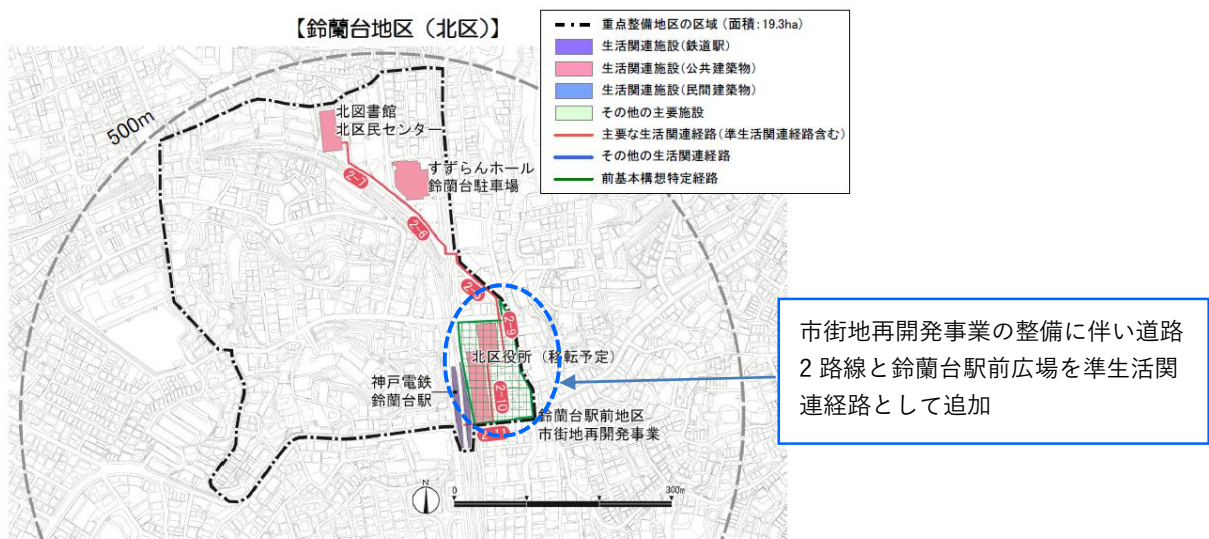 【鈴蘭台地区（北区）】
重点整備地区の区域（面積：19.3ha）
生活関連施設(鉄道駅)
生活関連施設(公共建築物)
生活関連施設(民間建築物)
その他の主要施設
主要な生活関連経路(準生活関連経路含む)
その他の生活関連経路
前基本構想特定経路
500m
北図書館
北区民センター
すずらんホール
鈴蘭台駐車場
2-7
2-6
2-9
北区役所（移転予定）
神戸電鉄
鈴蘭台駅
2-10
鈴蘭台駅前地区
市街地再開発事業
2-11
N
0
300m
市街地再開発事業の整備に伴い道路
2 路線と鈴蘭台駅前広場を準生活関
連経路として追加